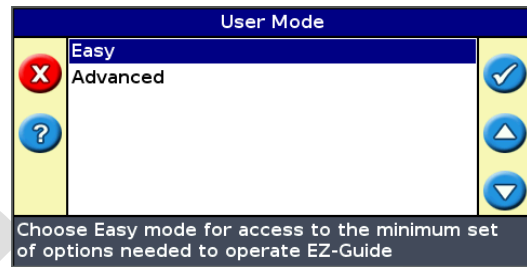 User Mode
Easy
Advanced
X
?
Choose Easy mode for access to the minimum set
of options needed to operate EZ-Guide